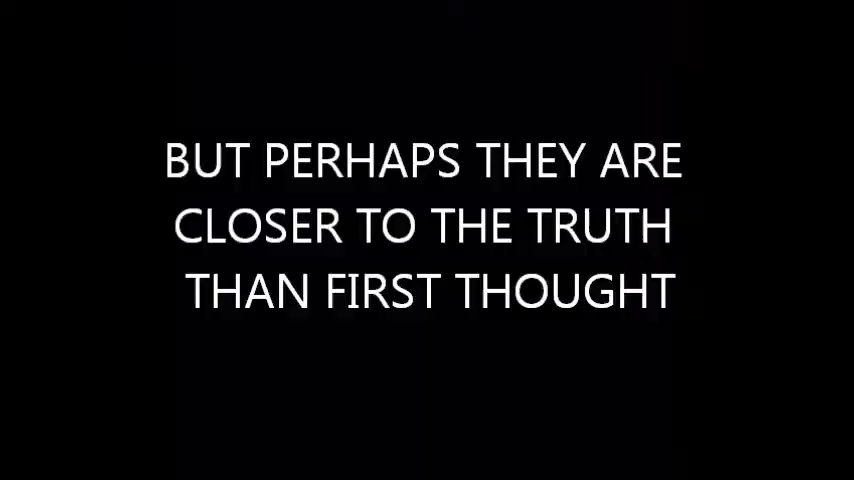 BUT PERHAPS THEY ARE
CLOSER TO THE TRUTH
THAN FIRST THOUGHT